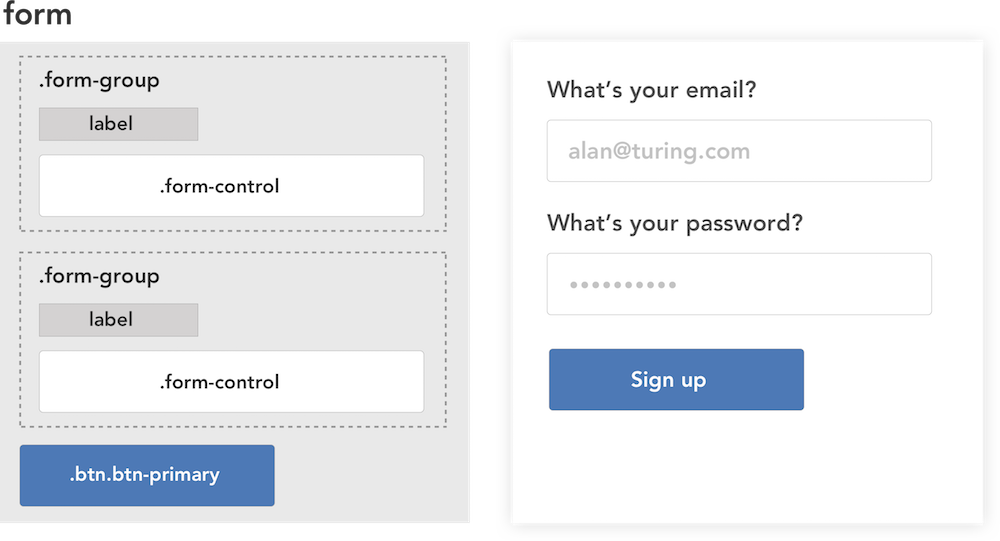 form
.form-group
label
.form-control
.form-group
label
.form-control
.btn.btn-primary
What’s your email?
alan@turing.com
What’s your password?
••••••••••
Sign up